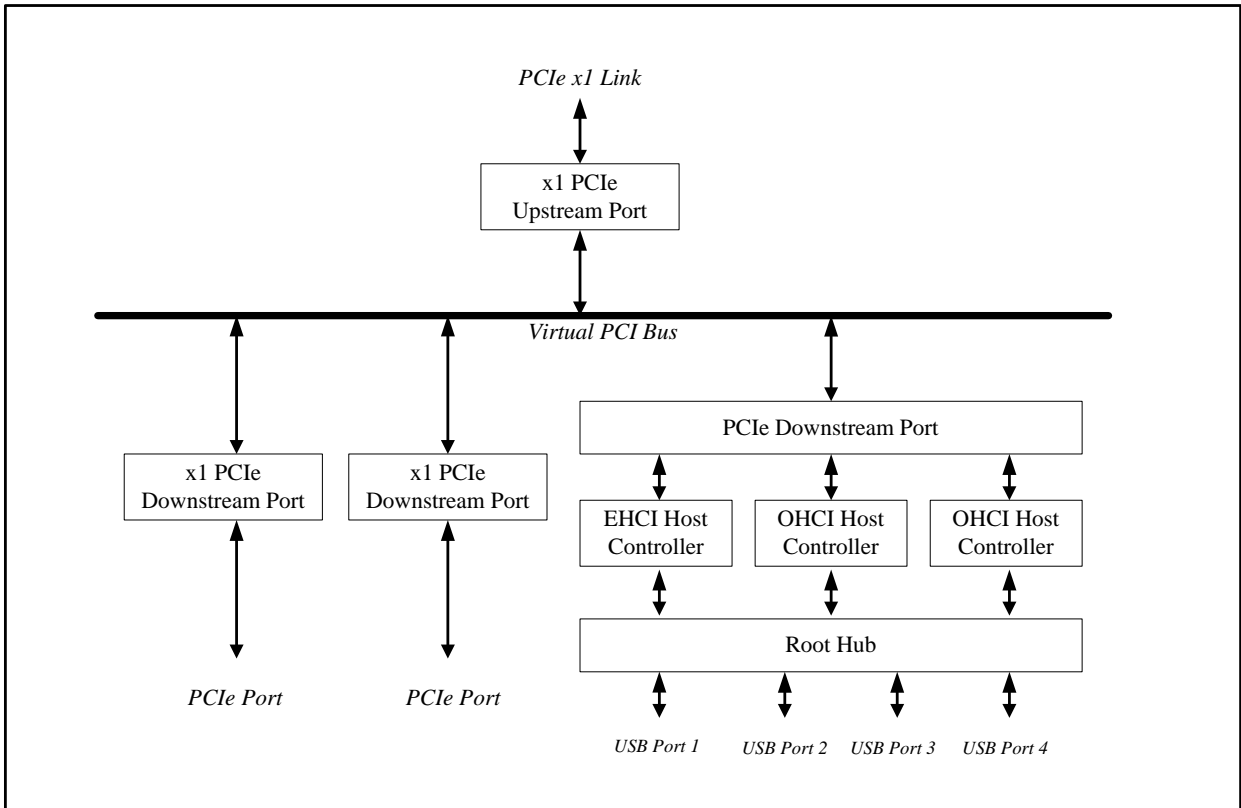 PCIe x1 Link
x1 PCIe
Upstream Port
Virtual PCI Bus
PCIe Downstream Port
x1 PCIe
Downstream Port
x1 PCIe
Downstream Port
EHCI Host
Controller
OHCI Host
Controller
OHCI Host
Controller
Root Hub
PCIe Port
PCIe Port
USB Port 1
USB Port 2
USB Port 3
USB Port 4